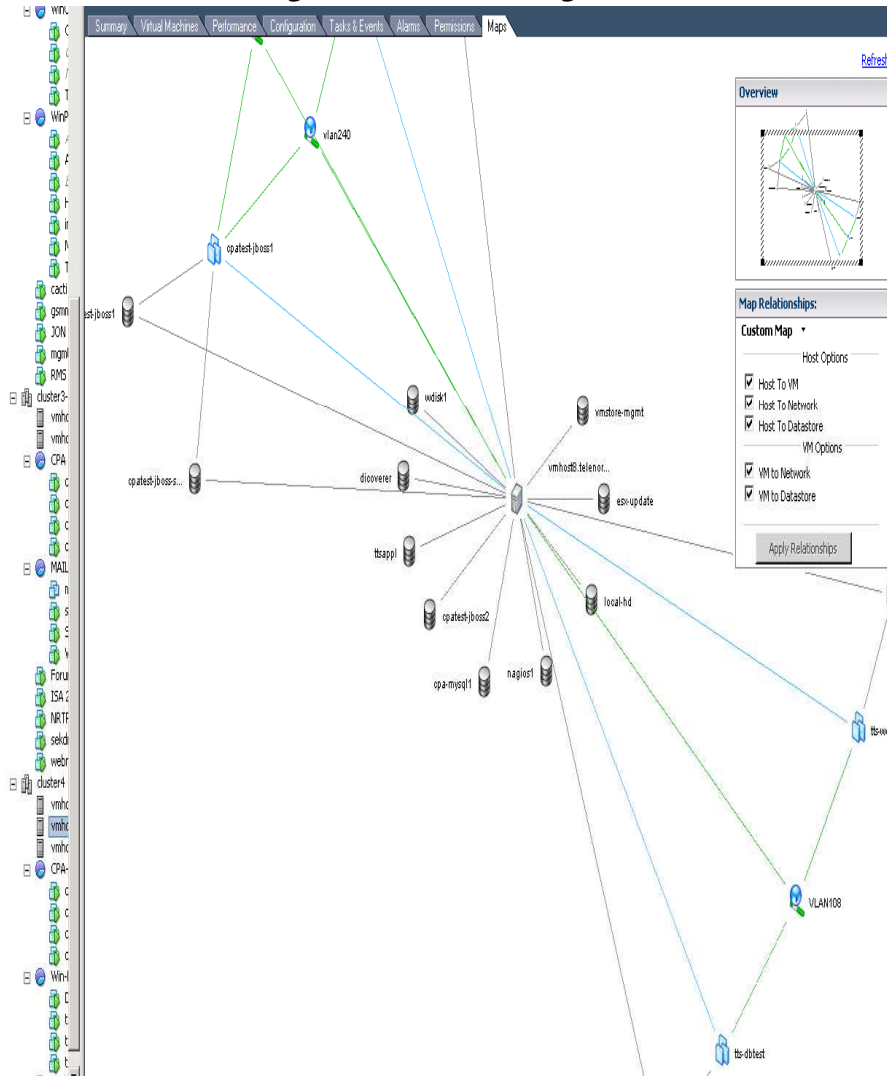 Summary Virtual Machines Performance Configuration Tasks & Events Alarms Permissions Maps
Refresh
Overview
Map Relationships:
Custom Map
Host Options
Host To VM
Host To Network
Host To Datastore
VM Options
VM to Network
VM to Datastore
Apply Relationships
vlan240
cpatest-jboss1
wdisk1
vmstore-mgmt
vmhost8.telenor...
cpatest-jboss-s...
dicoverer
esx-update
ttsappl
local-hd
cpatest-jboss2
nagios1
cpa-mysql1
VLAN108
tts-dbtest
cacti
JON
RMS
CPA
MAIL
cluster4
CPA-